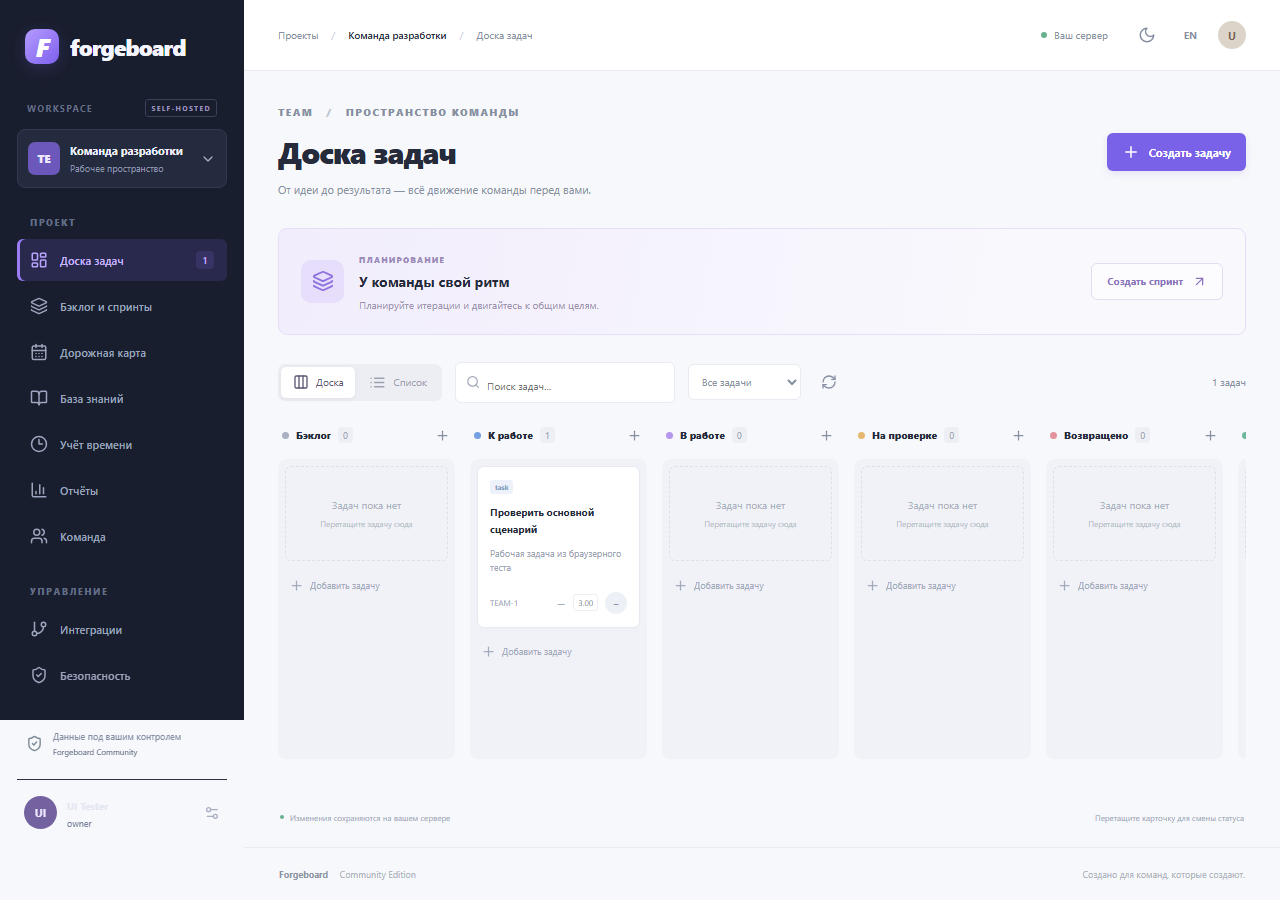 F forgeboard
WORKSPACE SELF-HOSTED
TE Команда разработки
Рабочее пространство
ПРОЕКТ
Доска задач 1
Бэклог и спринты
Дорожная карта
База знаний
Учёт времени
Отчёты
Команда
УПРАВЛЕНИЕ
Интеграции
Безопасность
Данные под вашим контролем
Forgeboard Community
UI UI Tester
owner
Проекты / Команда разработки / Доска задач
Ваш сервер EN U
TEAM / ПРОСТРАНСТВО КОМАНДЫ
Доска задач
Создать задачу
От идеи до результата — всё движение команды перед вами.
ПЛАНИРОВАНИЕ
У команды свой ритм
Планируйте итерации и двигайтесь к общим целям.
Создать спринт
Доска Список Поиск задач... Все задачи 1 задач
Бэклог 0
Задач пока нет
Перетащите задачу сюда
Добавить задачу
К работе 1
task
Проверить основной
сценарий
Рабочая задача из браузерного
теста
TEAM-1 — 3.00 –
Добавить задачу
В работе 0
Задач пока нет
Перетащите задачу сюда
Добавить задачу
На проверке 0
Задач пока нет
Перетащите задачу сюда
Добавить задачу
Возвращено 0
Задач пока нет
Перетащите задачу сюда
Добавить задачу
Изменения сохраняются на вашем сервере
Перетащите карточку для смены статуса
Forgeboard Community Edition
Создано для команд, которые создают.